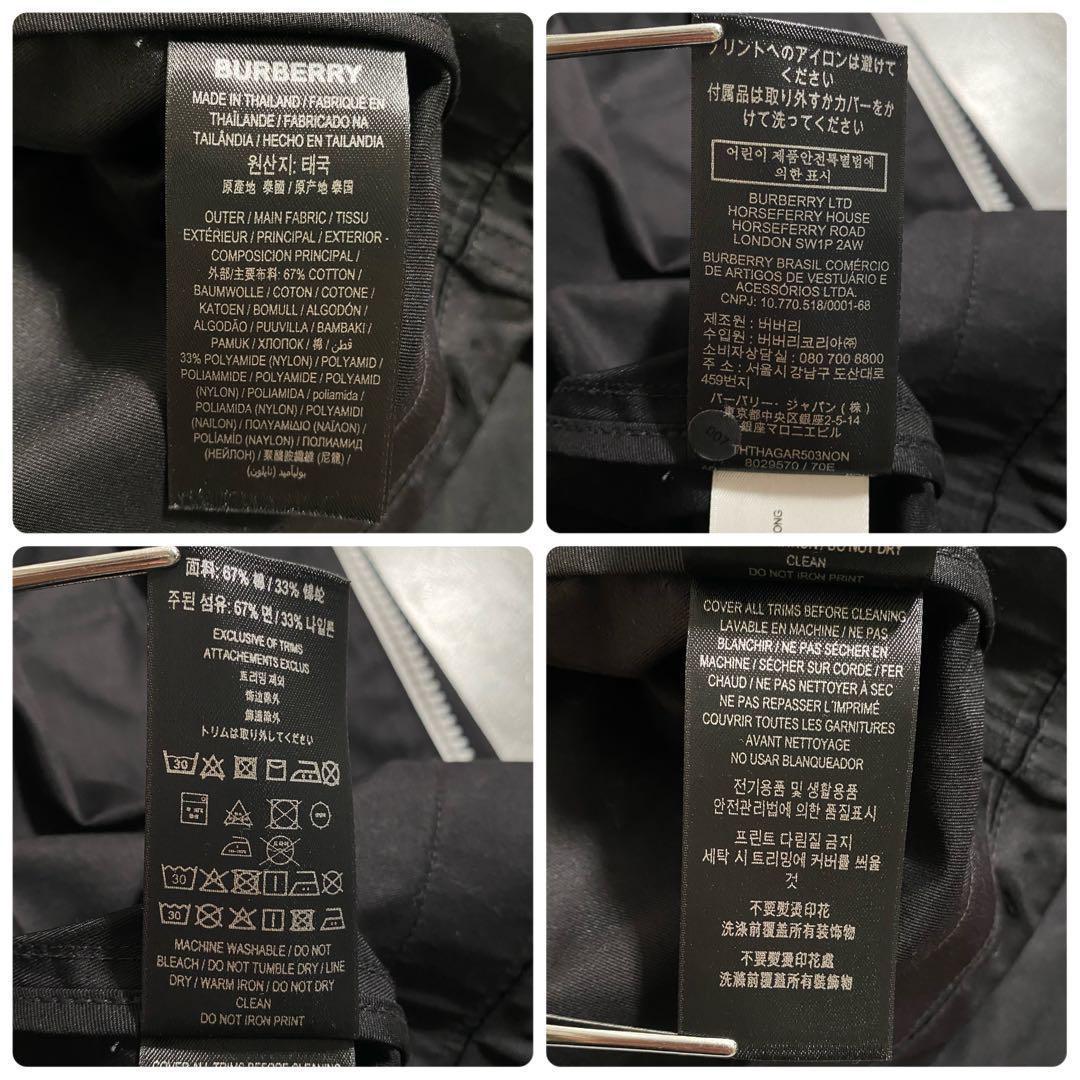 BURBERRY
MADE IN THAILAND / FABRIQUÉ EN
THAÏLANDE / FABRICADO NA
TAILÂNDIA / HECHO EN TAILANDIA
원산지: 태국
原產地 泰國 / 原产地 泰国
OUTER / MAIN FABRIC / TISSU
EXTÉRIEUR / PRINCIPAL / EXTERIOR -
COMPOSICIÓN PRINCIPAL /
外部/主要布料: 67% COTTON /
BAUMWOLLE / COTON / COTONE /
KATOEN / BOMULL / ALGODÓN /
ALGODÃO / PUUVILLA / BAMBAKI /
PAMUK / ХЛОПОК / 棉 / قطن /
33% POLYAMIDE (NYLON) / POLYAMID /
POLIAMMIDE / POLYAMIDE / POLYAMID
(NYLON) / POLIAMIDA / poliamida /
POLIAMIDA (NYLON) / POLYAMIDI
(NAILON) / ΠΟΛΥΑΜΙΔΙΟ (ΝΑΪΛΟΝ) /
POLİAMİD (NAYLON) / ПОЛИАМИД
(НЕЙЛОН) / 聚醯胺纖維 (尼龍) /
بولياميد (نايلون)
プリントへのアイロンは避けて
ください
付属品は取り外すかカバーをか
けて洗ってください
어린이 제품안전특별법에
의한 표시
BURBERRY LTD
HORSEFERRY HOUSE
HORSEFERRY ROAD
LONDON SW1P 2AW
BURBERRY BRASIL COMÉRCIO
DE ARTIGOS DE VESTUÁRIO E
ACESSÓRIOS LTDA.
CNPJ: 10.770.518/0001-68
제조원 : 버버리
수입원 : 버버리코리아㈜
소비자상담실 : 080 700 8800
주 소 : 서울시 강남구 도산대로
459번지
バーバリー・ジャパン (株)
東京都中央区銀座2-5-14
銀座マロニエビル
007
THTHAGAR503NON
8029570 / 70E
ONG
面料: 67% 棉 / 33% 锦纶
주된 섬유: 67% 면 / 33% 나일론
EXCLUSIVE OF TRIMS
ATTACHEMENTS EXCLUS
트리밍 제외
饰边除外
飾邊除外
トリムは取り外してください
30
30
30
MACHINE WASHABLE / DO NOT
BLEACH / DO NOT TUMBLE DRY / LINE
DRY / WARM IRON / DO NOT DRY
CLEAN
DO NOT IRON PRINT
COVER ALL TRIMS BEFORE CLEANING
IRON / DO NOT DRY
CLEAN
DO NOT IRON PRINT
COVER ALL TRIMS BEFORE CLEANING
LAVABLE EN MACHINE / NE PAS
BLANCHIR / NE PAS SÉCHER EN
MACHINE / SÉCHER SUR CORDE / FER
CHAUD / NE PAS NETTOYER À SEC
NE PAS REPASSER L'IMPRIMÉ
COUVRIR TOUTES LES GARNITURES
AVANT NETTOYAGE
NO USAR BLANQUEADOR
전기용품 및 생활용품
안전관리법에 의한 품질표시
프린트 다림질 금지
세탁 시 트리밍에 커버를 씌울
것
不要熨烫印花
洗涤前覆盖所有装饰物
不要熨燙印花處
洗滌前覆蓋所有裝飾物